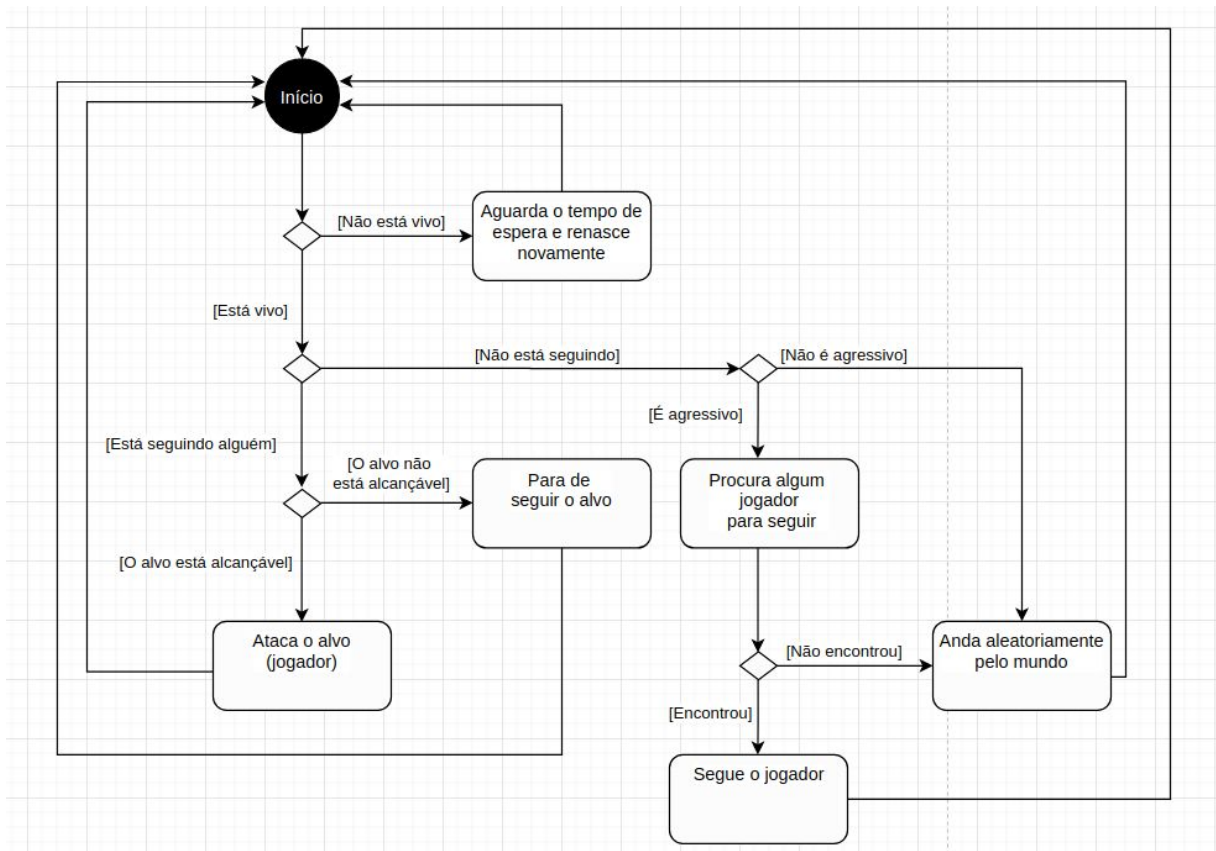 Início
[Não está vivo]
Aguarda o tempo de
espera e renasce
novamente
[Está vivo]
[Não está seguindo]
[Não é agressivo]
[É agressivo]
[Está seguindo alguém]
[O alvo não
está alcançável]
Para de
seguir o alvo
Procura algum
jogador
para seguir
[O alvo está alcançável]
Ataca o alvo
(jogador)
[Não encontrou]
Anda aleatoriamente
pelo mundo
[Encontrou]
Segue o jogador